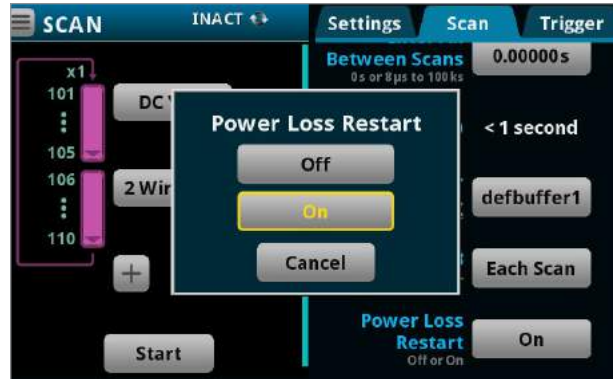 SCAN
INACT
Settings
Scan
Trigger
Between Scans
0s or 8µs to 100ks
0.00000 s
x1
101
105
106
110
DC
2 Wir
+
Start
Power Loss Restart
Off
On
Cancel
< 1 second
defbuffer1
Each Scan
Power Loss
Restart
Off or On
On